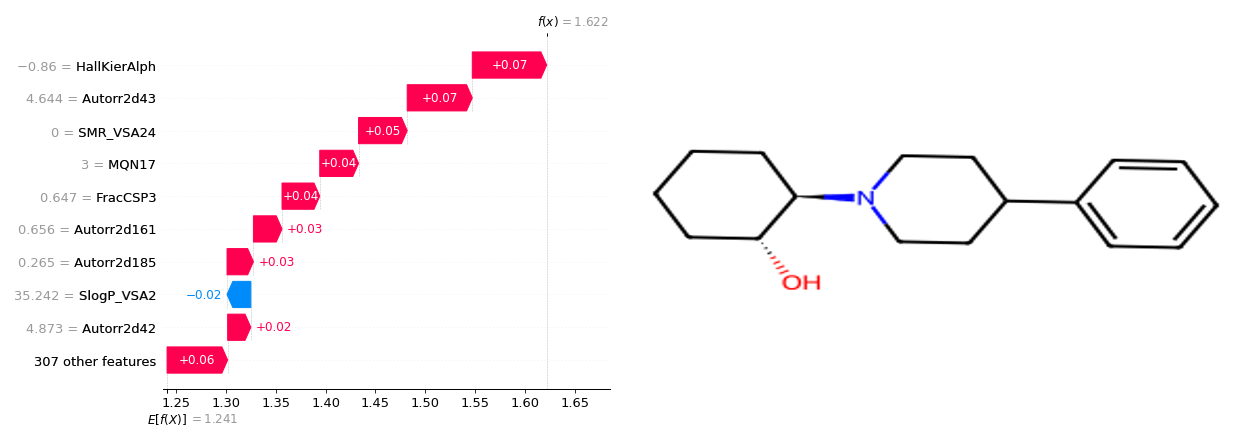 f(x) = 1.622
−0.86 = HallKierAlph +0.07
4.644 = Autorr2d43 +0.07
0 = SMR_VSA24 +0.05
3 = MQN17 +0.04
0.647 = FracCSP3 +0.04
0.656 = Autorr2d161 +0.03
0.265 = Autorr2d185 +0.03
35.242 = SlogP_VSA2 −0.02
4.873 = Autorr2d42 +0.02
307 other features +0.06
1.25 1.30 1.35 1.40 1.45 1.50 1.55 1.60 1.65
E[f(X)] = 1.241
N
OH